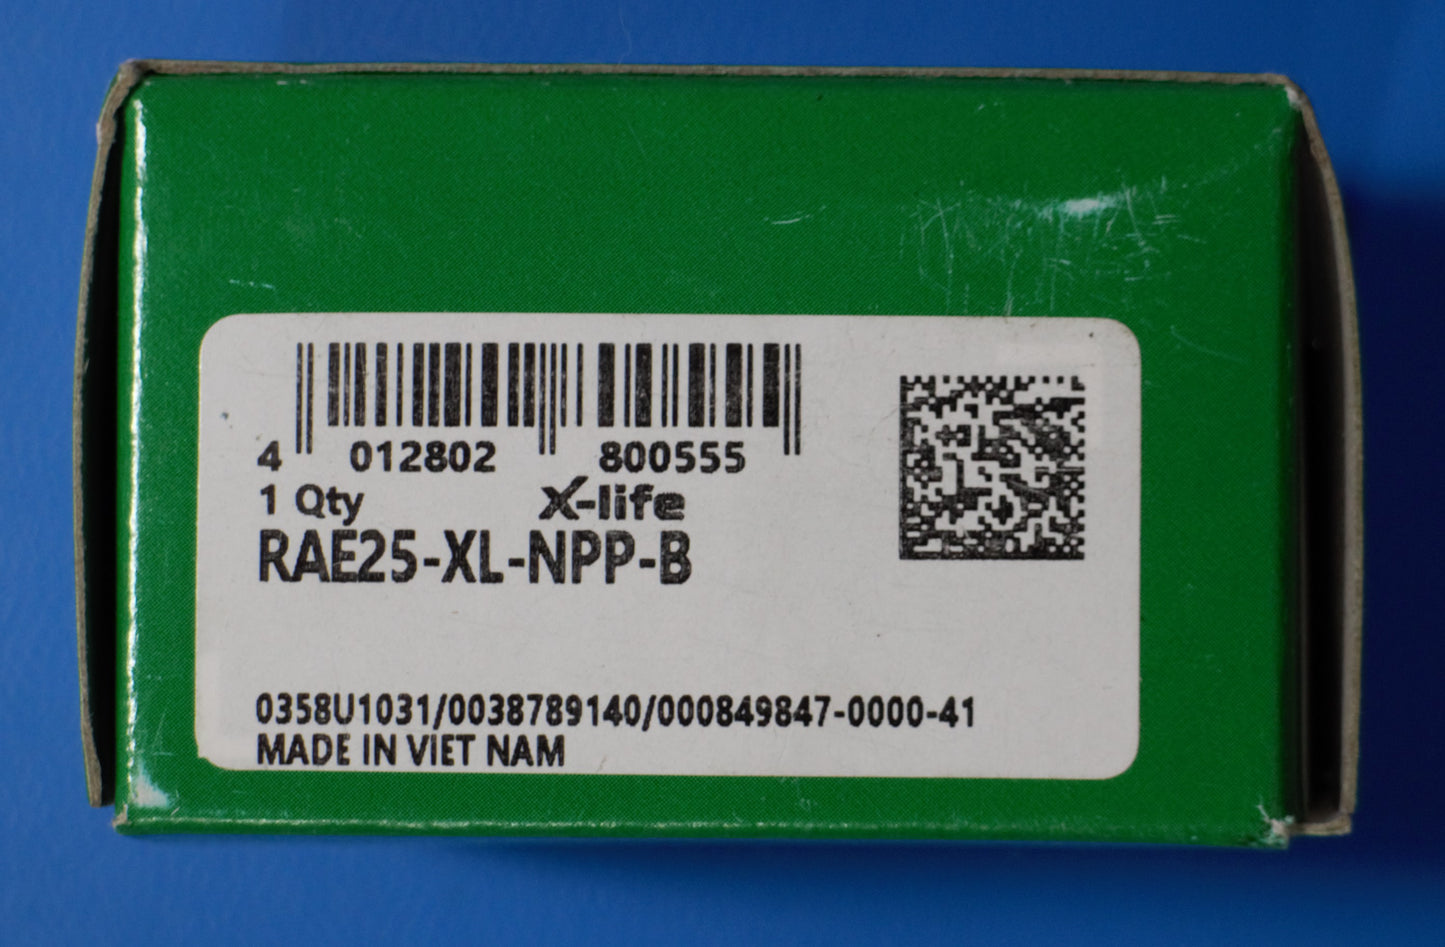 4 012802 800555
1 Qty X-life
RAE25-XL-NPP-B
0358U1031/0038789140/000849847-0000-41
MADE IN VIET NAM